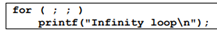 for ( ; ; )
    printf("Infinity loop\n");